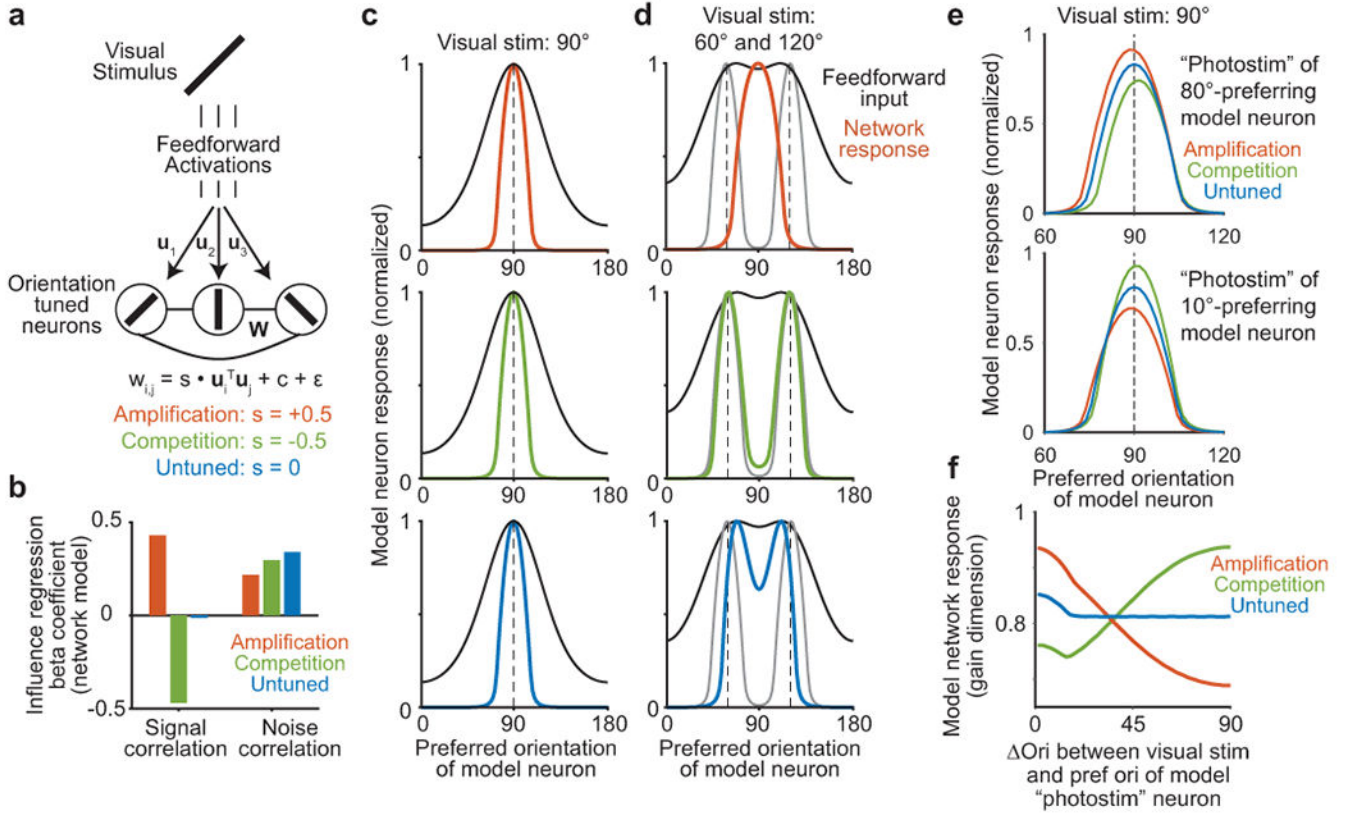 a
Visual
Stimulus
Feedforward
Activations
u1 u2 u3
Orientation
tuned
neurons
W
wi,j = s • uiTuj + c + ε
Amplification: s = +0.5
Competition: s = -0.5
Untuned: s = 0
b
Influence regression
beta coefficient
(network model)
0.5
0
-0.5
Amplification
Competition
Untuned
Signal
correlation
Noise
correlation
c
Visual stim: 90°
Model neuron response (normalized)
1
0
0 90 180
1
0
0 90 180
1
0
0 90 180
Preferred orientation
of model neuron
d
Visual stim:
60° and 120°
Feedforward
input
Network
response
1
0
0 90 180
1
0
0 90 180
1
0
0 90 180
Preferred orientation
of model neuron
e
Visual stim: 90°
Model neuron response (normalized)
1
0.5
0
60 90 120
“Photostim” of
80°-preferring
model neuron
Amplification
Competition
Untuned
1
0.5
0
60 90 120
“Photostim” of
10°-preferring
model neuron
Preferred orientation
of model neuron
f
Model network response
(gain dimension)
1
0.8
45 90
Amplification
Competition
Untuned
ΔOri between visual stim
and pref ori of model
“photostim” neuron